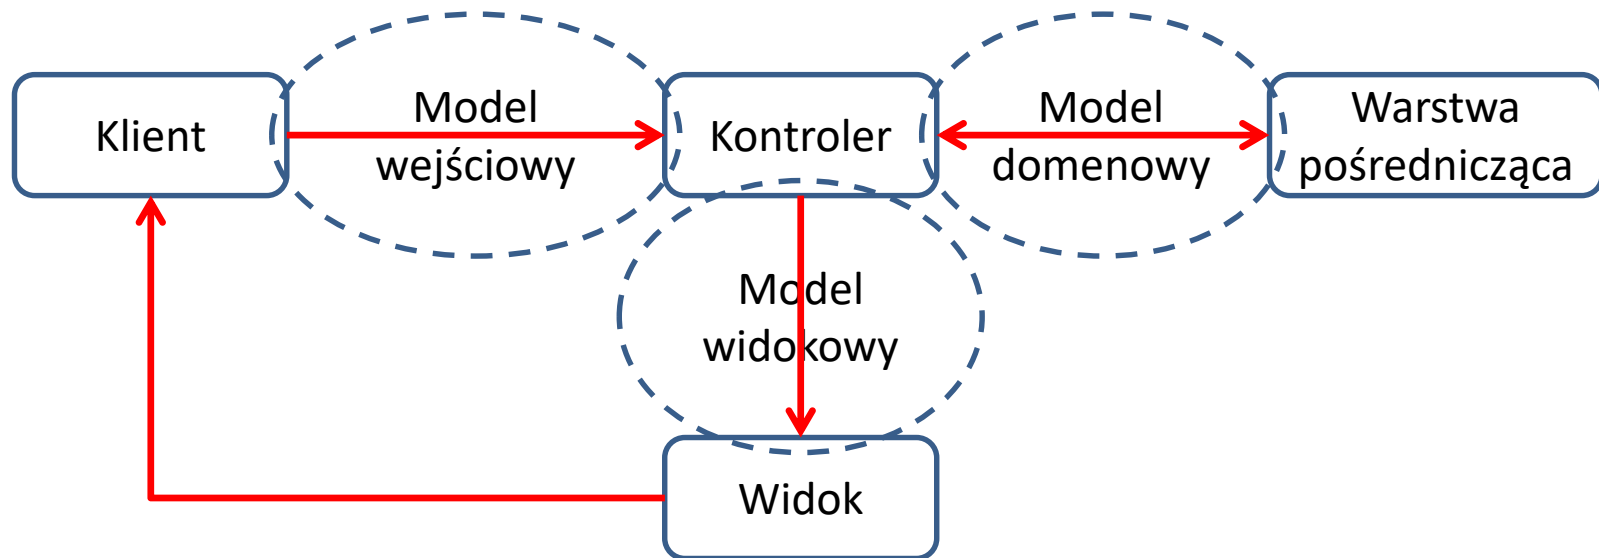 Klient
Model
wejściowy
Kontroler
Model
domenowy
Warstwa
pośrednicząca
Model
widokowy
Widok